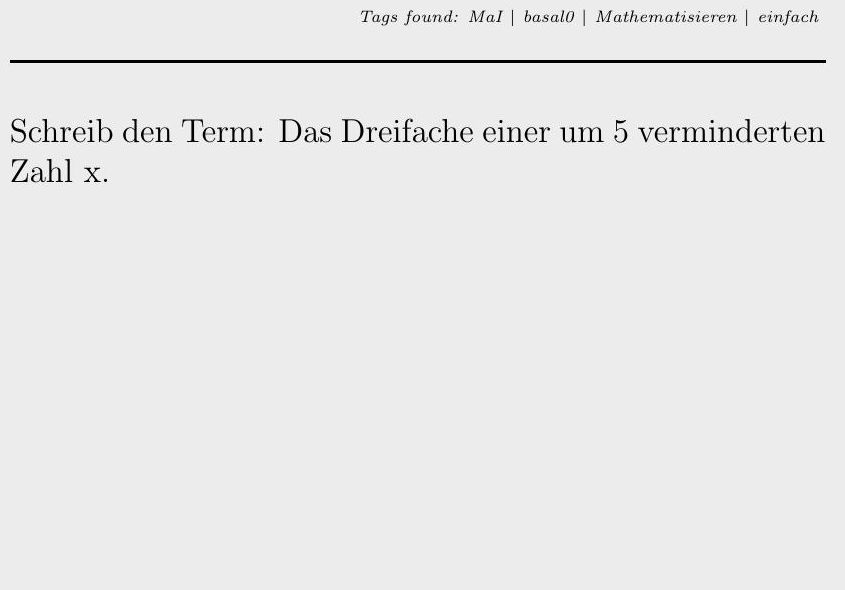 Tags found: MaI | basal0 | Mathematisieren | einfach
Schreib den Term: Das Dreifache einer um 5 verminderten
Zahl x.